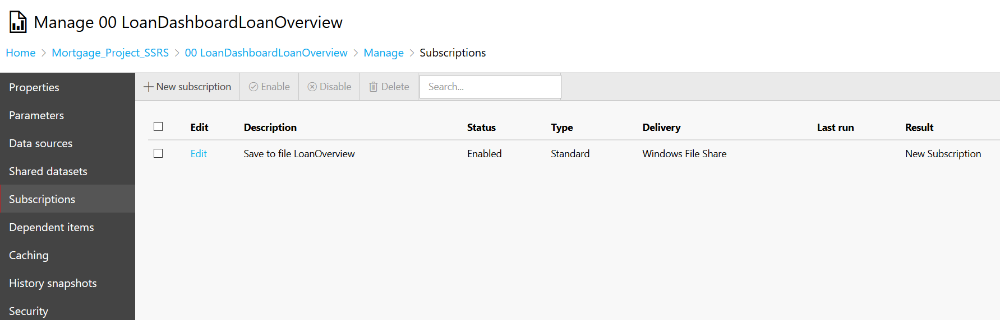 Manage 00 LoanDashboardLoanOverview
Home > Mortgage_Project_SSRS > 00 LoanDashboardLoanOverview > Manage > Subscriptions
Properties
Parameters
Data sources
Shared datasets
Subscriptions
Dependent items
Caching
History snapshots
Security
New subscription Enable Disable Delete Search...
Edit Description Status Type Delivery Last run Result
Edit Save to file LoanOverview Enabled Standard Windows File Share New Subscription